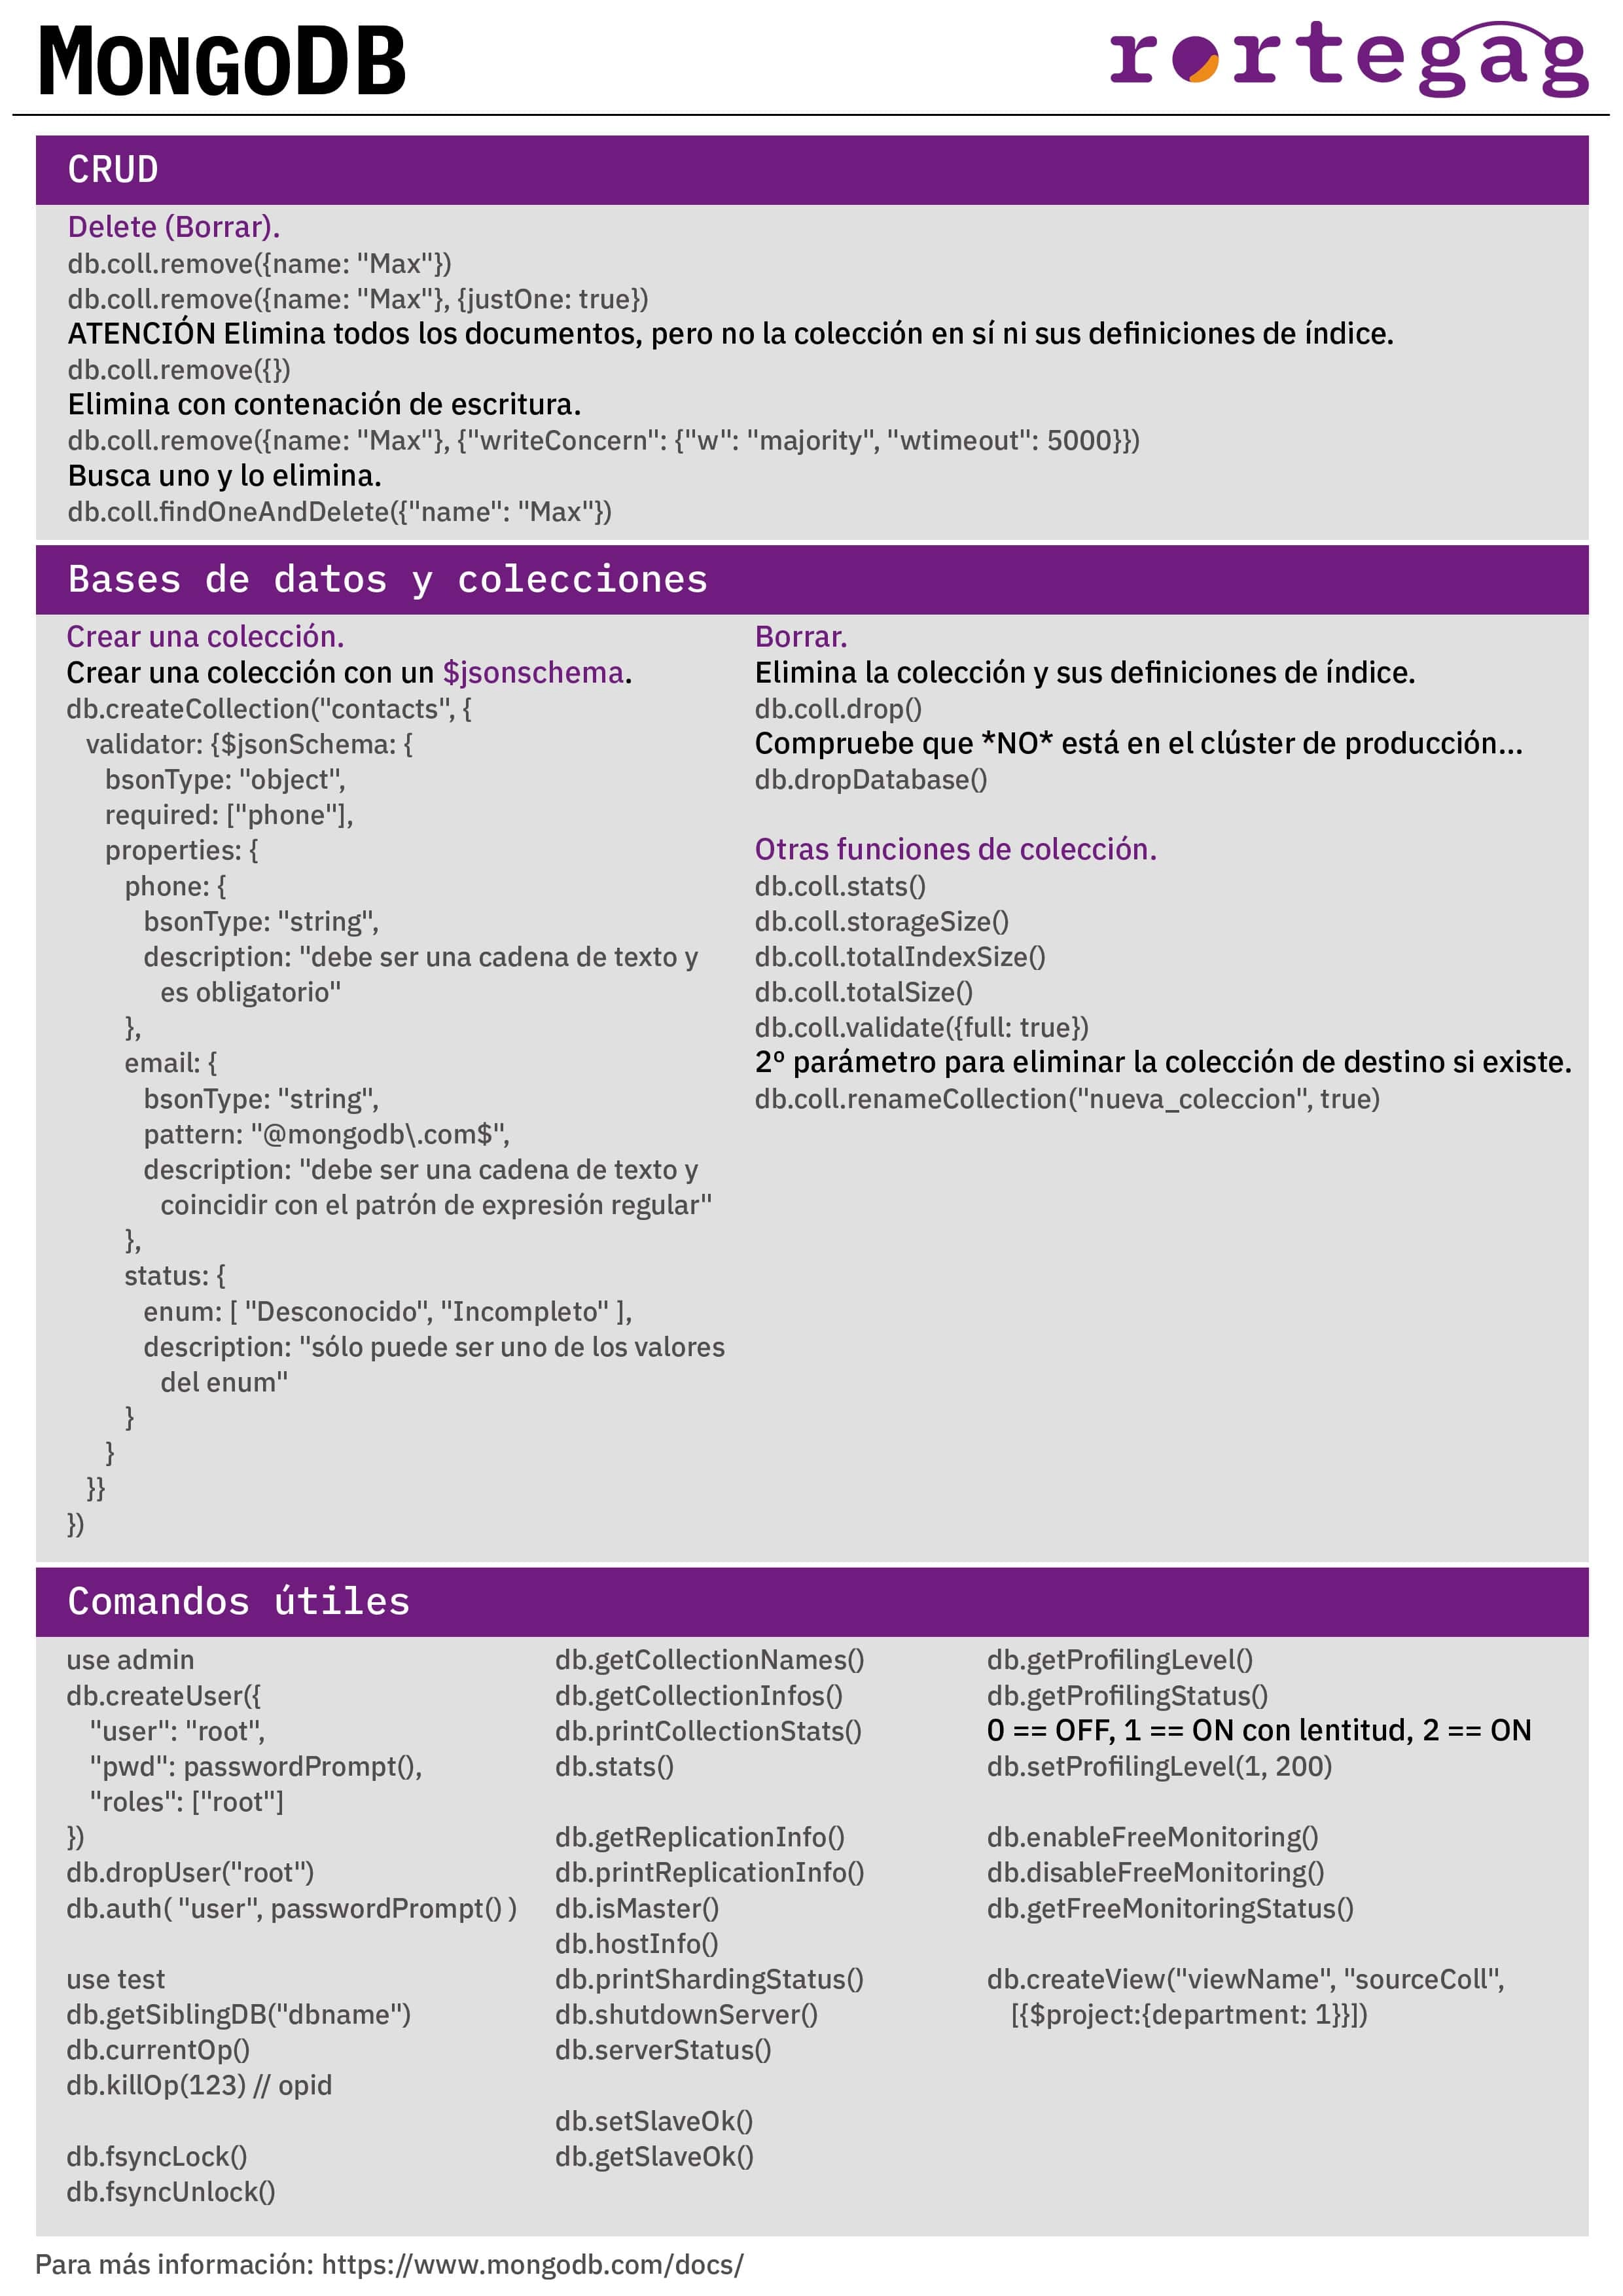 MONGODB
rortegag
CRUD
Delete (Borrar).
db.coll.remove({name: "Max"})
db.coll.remove({name: "Max"}, {justOne: true})
ATENCIÓN Elimina todos los documentos, pero no la colección en sí ni sus definiciones de índice.
db.coll.remove({})
Elimina con contenación de escritura.
db.coll.remove({name: "Max"}, {"writeConcern": {"w": "majority", "wtimeout": 5000}})
Busca uno y lo elimina.
db.coll.findOneAndDelete({"name": "Max"})
Bases de datos y colecciones
Crear una colección.
Crear una colección con un $jsonschema.
db.createCollection("contacts", {
validator: {$jsonSchema: {
bsonType: "object",
required: ["phone"],
properties: {
phone: {
bsonType: "string",
description: "debe ser una cadena de texto y
es obligatorio"
},
email: {
bsonType: "string",
pattern: "@mongodb\.com$",
description: "debe ser una cadena de texto y
coincidir con el patrón de expresión regular"
},
status: {
enum: [ "Desconocido", "Incompleto" ],
description: "sólo puede ser uno de los valores
del enum"
}
}
}}
})
Borrar.
Elimina la colección y sus definiciones de índice.
db.coll.drop()
Compruebe que *NO* está en el clúster de producción...
db.dropDatabase()
Otras funciones de colección.
db.coll.stats()
db.coll.storageSize()
db.coll.totalIndexSize()
db.coll.totalSize()
db.coll.validate({full: true})
2º parámetro para eliminar la colección de destino si existe.
db.coll.renameCollection("nueva_coleccion", true)
Comandos útiles
use admin
db.createUser({
"user": "root",
"pwd": passwordPrompt(),
"roles": ["root"]
})
db.dropUser("root")
db.auth( "user", passwordPrompt() )
use test
db.getSiblingDB("dbname")
db.currentOp()
db.killOp(123) // opid
db.fsyncLock()
db.fsyncUnlock()
db.getCollectionNames()
db.getCollectionInfos()
db.printCollectionStats()
db.stats()
db.getReplicationInfo()
db.printReplicationInfo()
db.isMaster()
db.hostInfo()
db.printShardingStatus()
db.shutdownServer()
db.serverStatus()
db.setSlaveOk()
db.getSlaveOk()
db.getProfilingLevel()
db.getProfilingStatus()
0 == OFF, 1 == ON con lentitud, 2 == ON
db.setProfilingLevel(1, 200)
db.enableFreeMonitoring()
db.disableFreeMonitoring()
db.getFreeMonitoringStatus()
db.createView("viewName", "sourceColl",
[{$project:{department: 1}}])
Para más información: https://www.mongodb.com/docs/